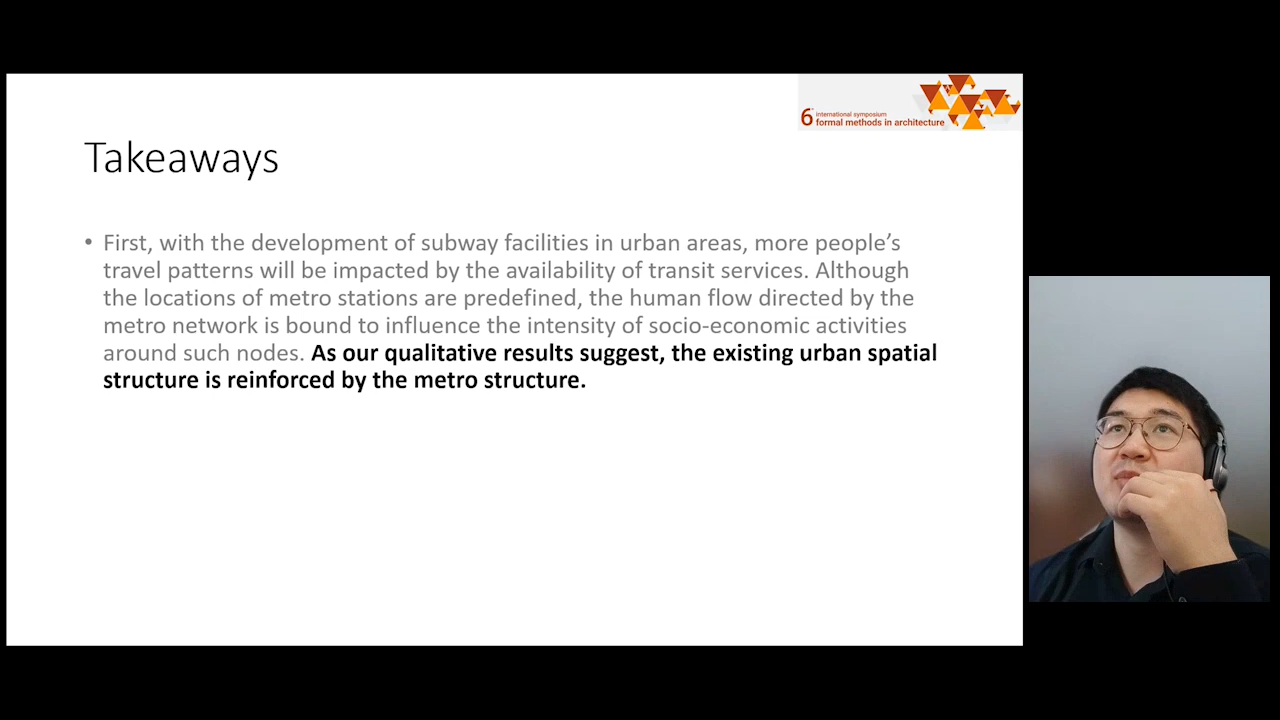 6th international symposium
formal methods in architecture
Takeaways
• First, with the development of subway facilities in urban areas, more people’s
travel patterns will be impacted by the availability of transit services. Although
the locations of metro stations are predefined, the human flow directed by the
metro network is bound to influence the intensity of socio-economic activities
around such nodes. As our qualitative results suggest, the existing urban spatial
structure is reinforced by the metro structure.